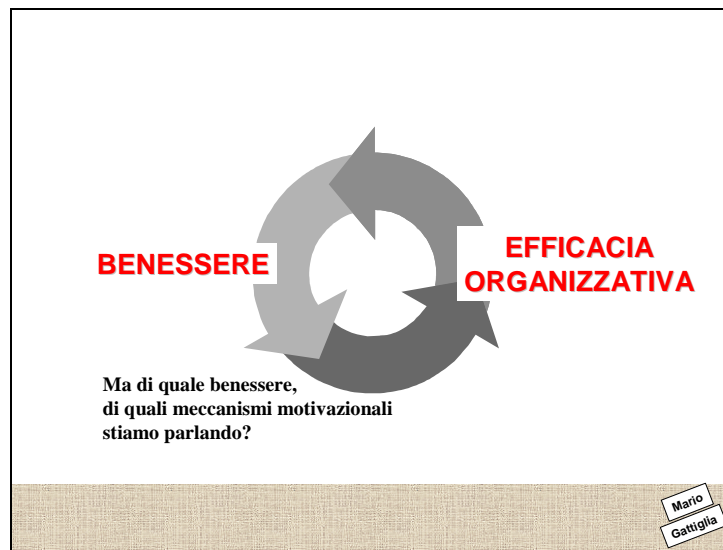 BENESSERE
EFFICACIA
ORGANIZZATIVA
Ma di quale benessere,
di quali meccanismi motivazionali
stiamo parlando?
Mario
Gattiglia